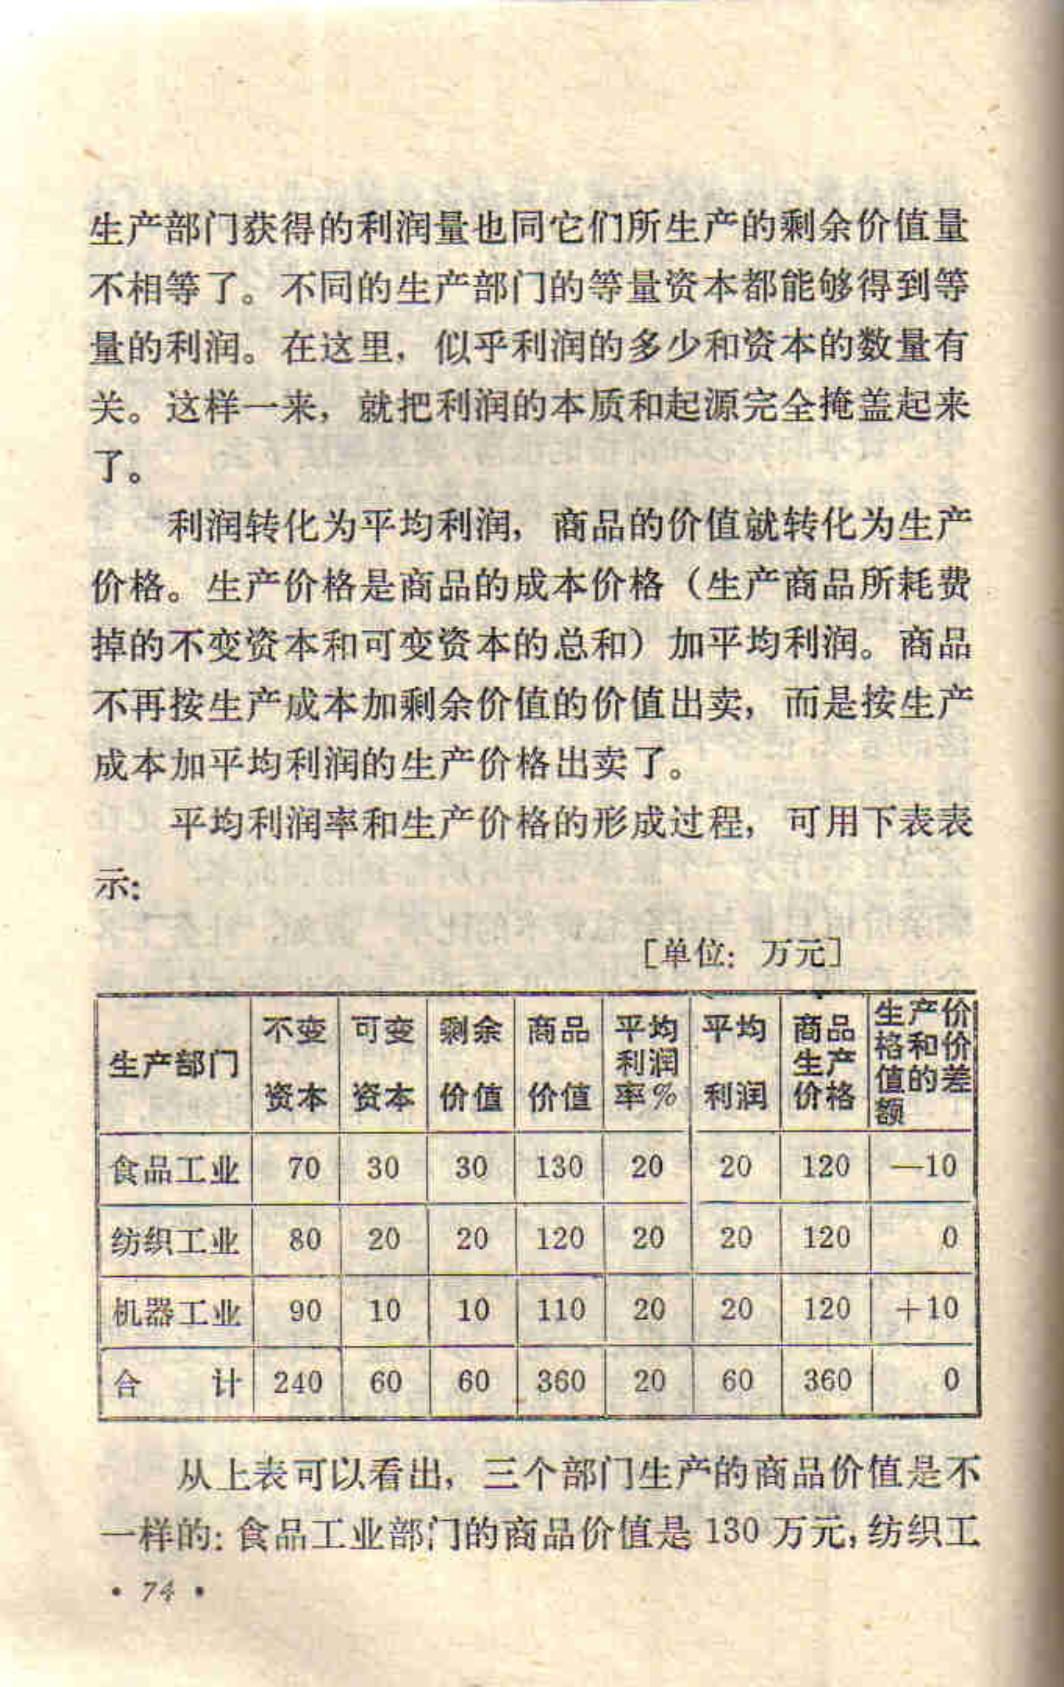 生产部门获得的利润量也同它们所生产的剩余价值量
不相等了。不同的生产部门的等量资本都能够得到等
量的利润。在这里，似乎利润的多少和资本的数量有
关。这样一来，就把利润的本质和起源完全掩盖起来
了。
利润转化为平均利润，商品的价值就转化为生产
价格。生产价格是商品的成本价格（生产商品所耗费
掉的不变资本和可变资本的总和）加平均利润。商品
不再按生产成本加剩余价值的价值出卖，而是按生产
成本加平均利润的生产价格出卖了。
平均利润率和生产价格的形成过程，可用下表表
示：
［单位：万元］
生产部门 不变资本 可变资本 剩余价值 商品价值 平均利润率% 平均利润 商品生产价格 生产价格和价值的差额
食品工业 70 30 30 130 20 20 120 —10
纺织工业 80 20 20 120 20 20 120 0
机器工业 90 10 10 110 20 20 120 +10
合计 240 60 60 360 20 60 360 0
从上表可以看出，三个部门生产的商品价值是不
一样的：食品工业部门的商品价值是 130 万元，纺织工
• 74 •